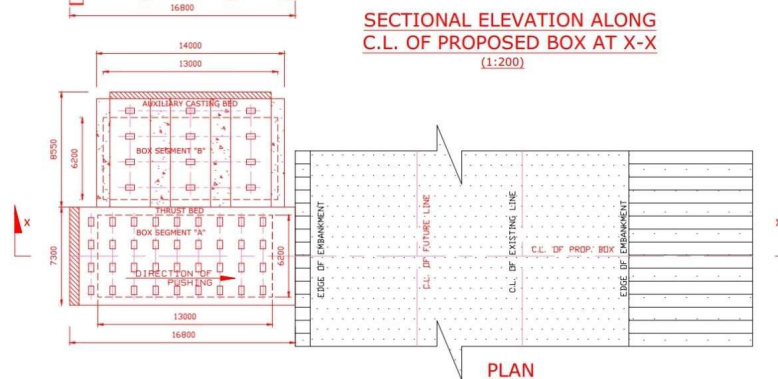 16800
SECTIONAL ELEVATION ALONG
C.L. OF PROPOSED BOX AT X-X
(1:200)
14000
13000
AUXILIARY CASTING BED
8550
6200
BOX SEGMENT "B"
THRUST BED
X
BOX SEGMENT "A"
7300
6200
DIRECTION OF
PUSHING
13000
16800
EDGE OF EMBANKMENT
C.L. OF FUTURE LINE
C.L. OF EXISTING LINE
C.L. OF PROP. BOX
EDGE OF EMBANKMENT
PLAN